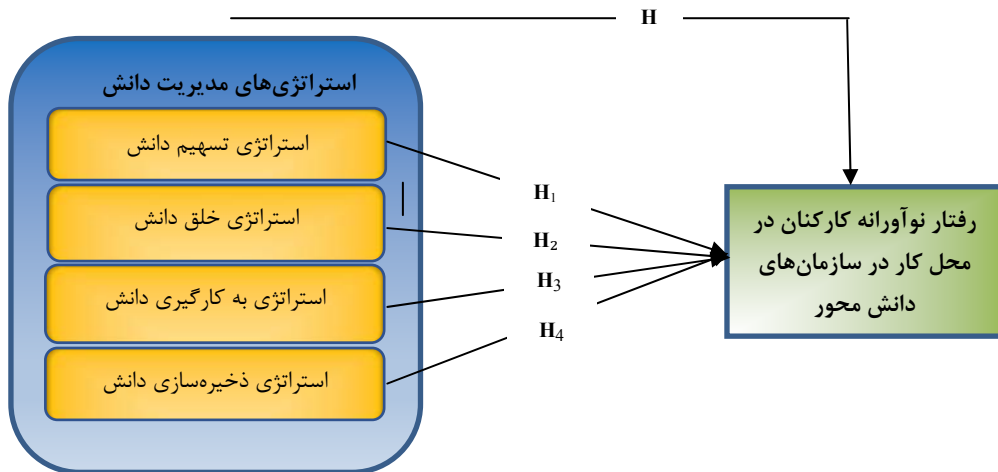 H
استراتژی‌های مدیریت دانش
استراتژی تسهیم دانش
استراتژی خلق دانش
استراتژی به کارگیری دانش
استراتژی ذخیره‌سازی دانش
H₁
H₂
H₃
H₄
رفتار نوآورانه کارکنان در
محل کار در سازمان‌های
دانش محور